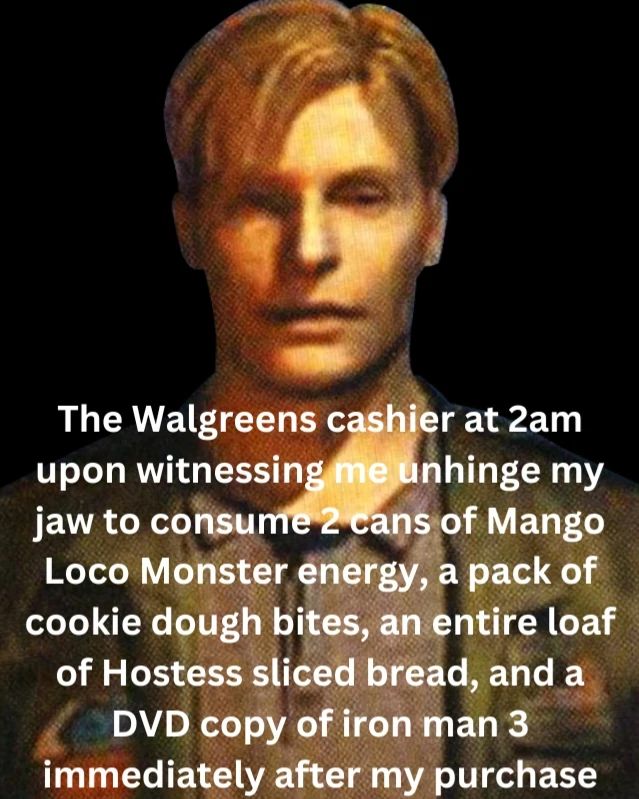 The Walgreens cashier at 2am
upon witnessing me unhinge my
jaw to consume 2 cans of Mango
Loco Monster energy, a pack of
cookie dough bites, an entire loaf
of Hostess sliced bread, and a
DVD copy of iron man 3
immediately after my purchase